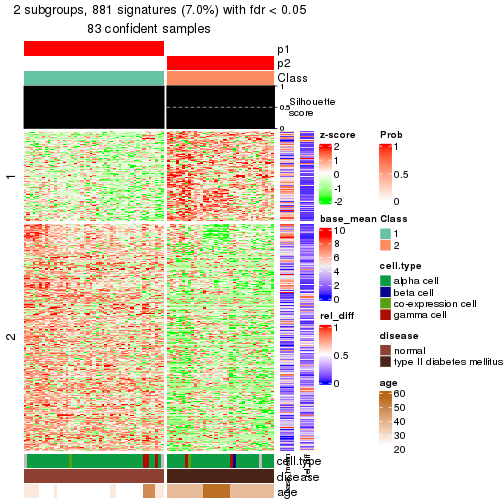 2 subgroups, 881 signatures (7.0%) with fdr < 0.05
83 confident samples
p1
p2
Class
1
0.5
0
Silhouette
score
1
2
z-score
2
1
0
-1
-2
Prob
1
0.5
0
base_mean
10
8
6
4
2
0
Class
1
2
cell.type
alpha cell
beta cell
co-expression cell
gamma cell
rel_diff
1
0.5
0
disease
normal
type II diabetes mellitus
age
60
50
40
30
20
cell.type
disease
age